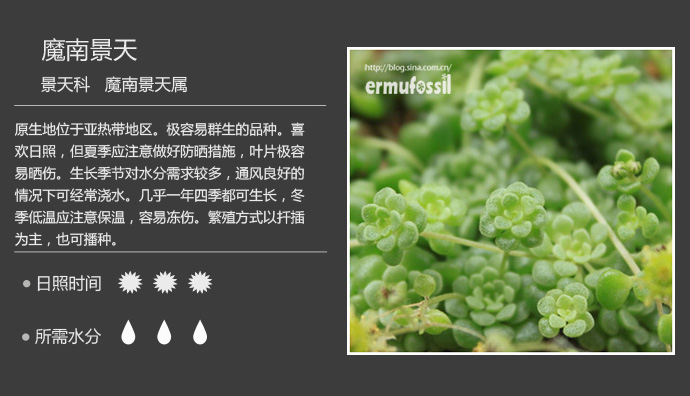 魔南景天
景天科 魔南景天属
原生地位于亚热带地区。极容易群生的品种。喜
欢日照，但夏季应注意做好防晒措施，叶片极容
易晒伤。生长季节对水分需求较多，通风良好的
情况下可经常浇水。几乎一年四季都可生长，冬
季低温应注意保温，容易冻伤。繁殖方式以扦插
为主，也可播种。
日照时间
所需水分
http://blog.sina.com.cn/
ermufossil